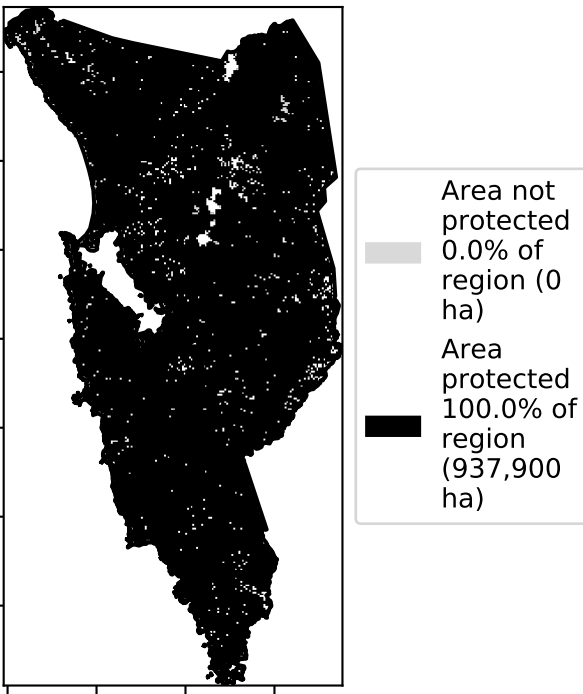 Area not
protected
0.0% of
region (0
ha)
Area
protected
100.0% of
region
(937,900
ha)